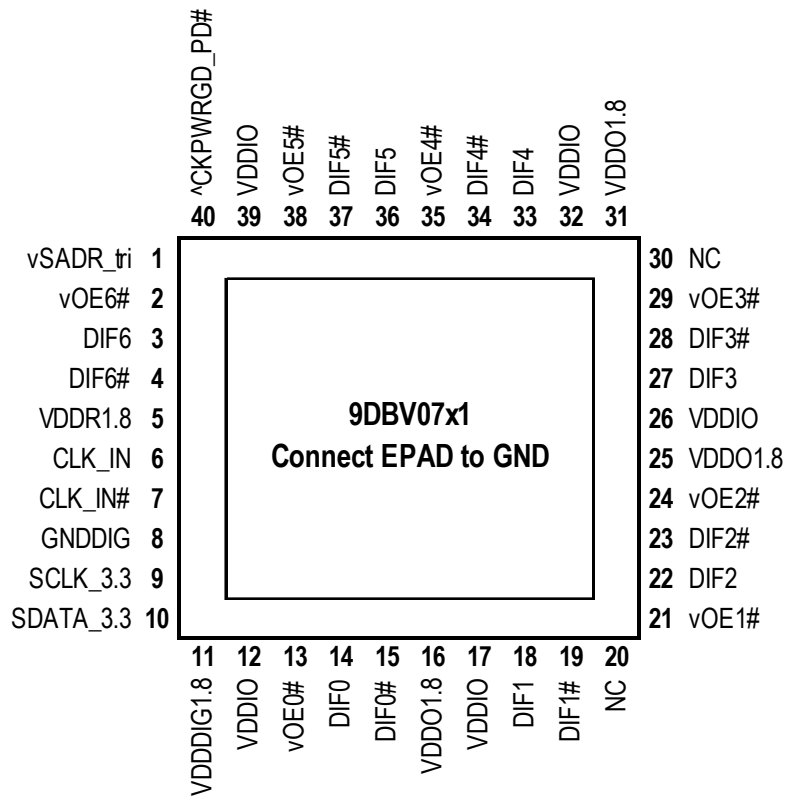 ^CKPWRGD_PD#
VDDIO
vOE5#
DIF5#
DIF5
vOE4#
DIF4#
DIF4
VDDIO
VDDO1.8
40 39 38 37 36 35 34 33 32 31
vSADR_tri 1
vOE6# 2
DIF6 3
DIF6# 4
VDDR1.8 5
CLK_IN 6
CLK_IN# 7
GNDDIG 8
SCLK_3.3 9
SDATA_3.3 10
9DBV07x1
Connect EPAD to GND
30 NC
29 vOE3#
28 DIF3#
27 DIF3
26 VDDIO
25 VDDO1.8
24 vOE2#
23 DIF2#
22 DIF2
21 vOE1#
11 12 13 14 15 16 17 18 19 20
VDDDIG1.8
VDDIO
vOE0#
DIF0
DIF0#
VDDO1.8
VDDIO
DIF1
DIF1#
NC